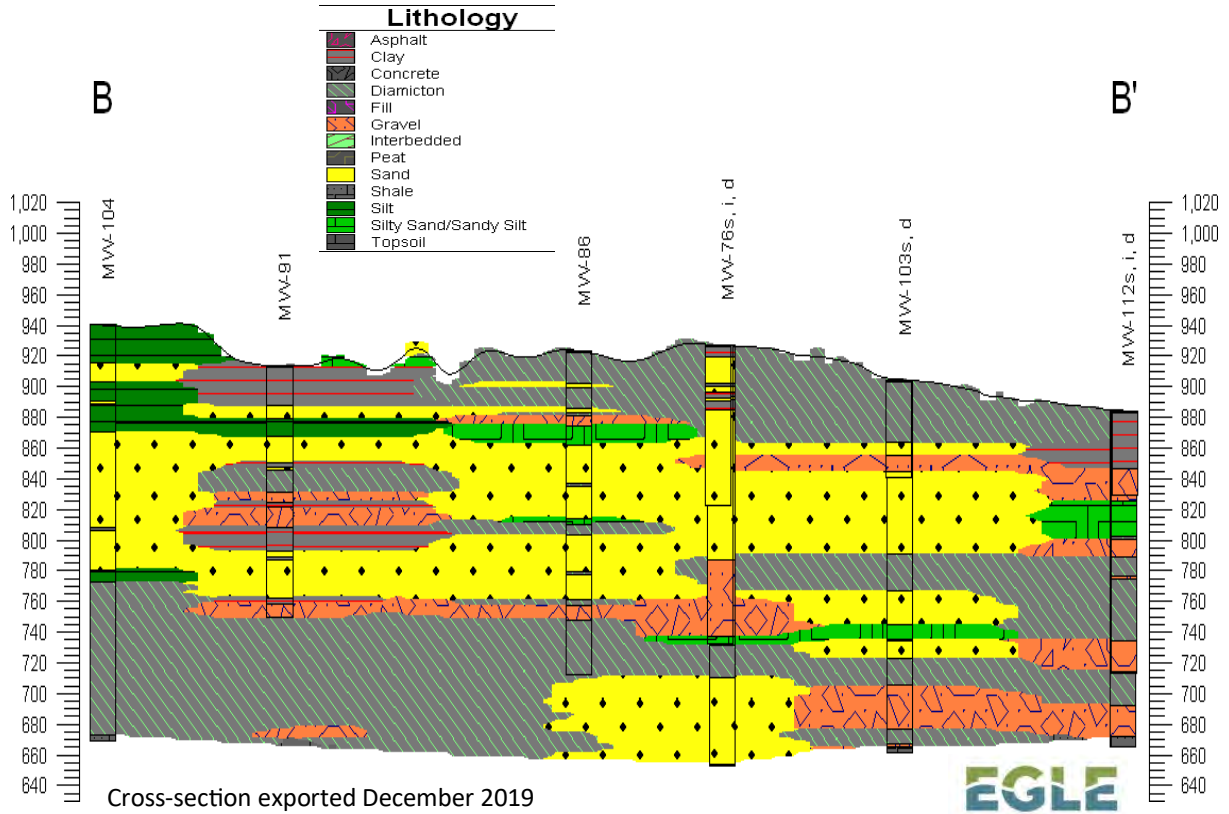 Lithology
Asphalt
Clay
Concrete
Diamicton
Fill
Gravel
Interbedded
Peat
Sand
Shale
Silt
Silty Sand/Sandy Silt
Topsoil
B
B'
MW-104
MW-91
MW-86
MW-76s, i, d
MW-103s, d
MW-112s, i, d
1,020
1,000
980
960
940
920
900
880
860
840
820
800
780
760
740
720
700
680
660
640
1,020
1,000
980
960
940
920
900
880
860
840
820
800
780
760
740
720
700
680
660
640
Cross-section exported December 2019
EGLE